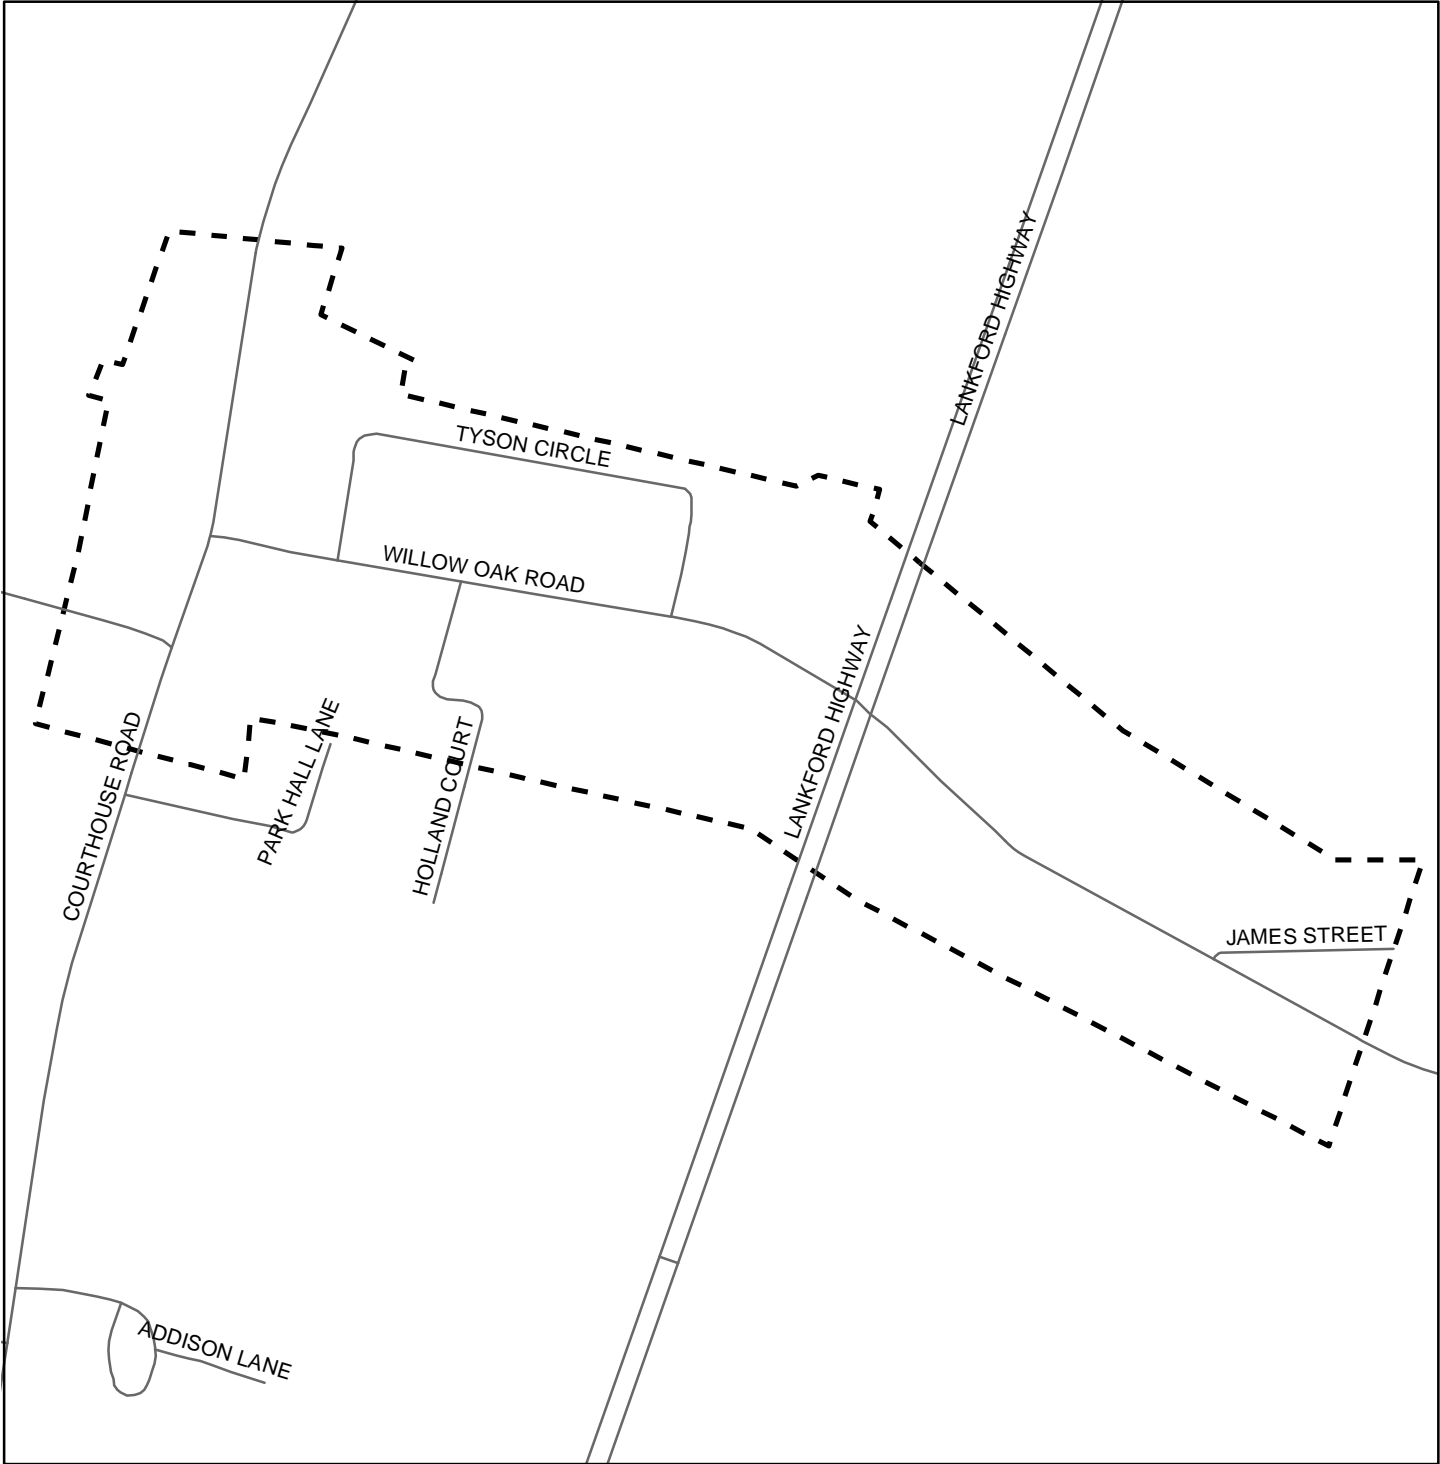 LANKFORD HIGHWAY
TYSON CIRCLE
WILLOW OAK ROAD
LANKFORD HIGHWAY
PARK HALL LANE
COURTHOUSE ROAD
HOLLAND COURT
JAMES STREET
ADDISON LANE